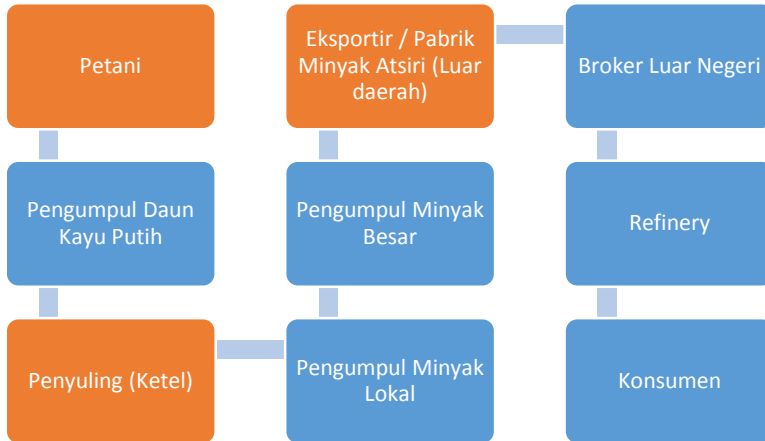 Petani
Pengumpul Daun
Kayu Putih
Penyuling (Ketel)
Pengumpul Minyak
Lokal
Pengumpul Minyak
Besar
Eksportir / Pabrik
Minyak Atsiri (Luar
daerah)
Broker Luar Negeri
Refinery
Konsumen